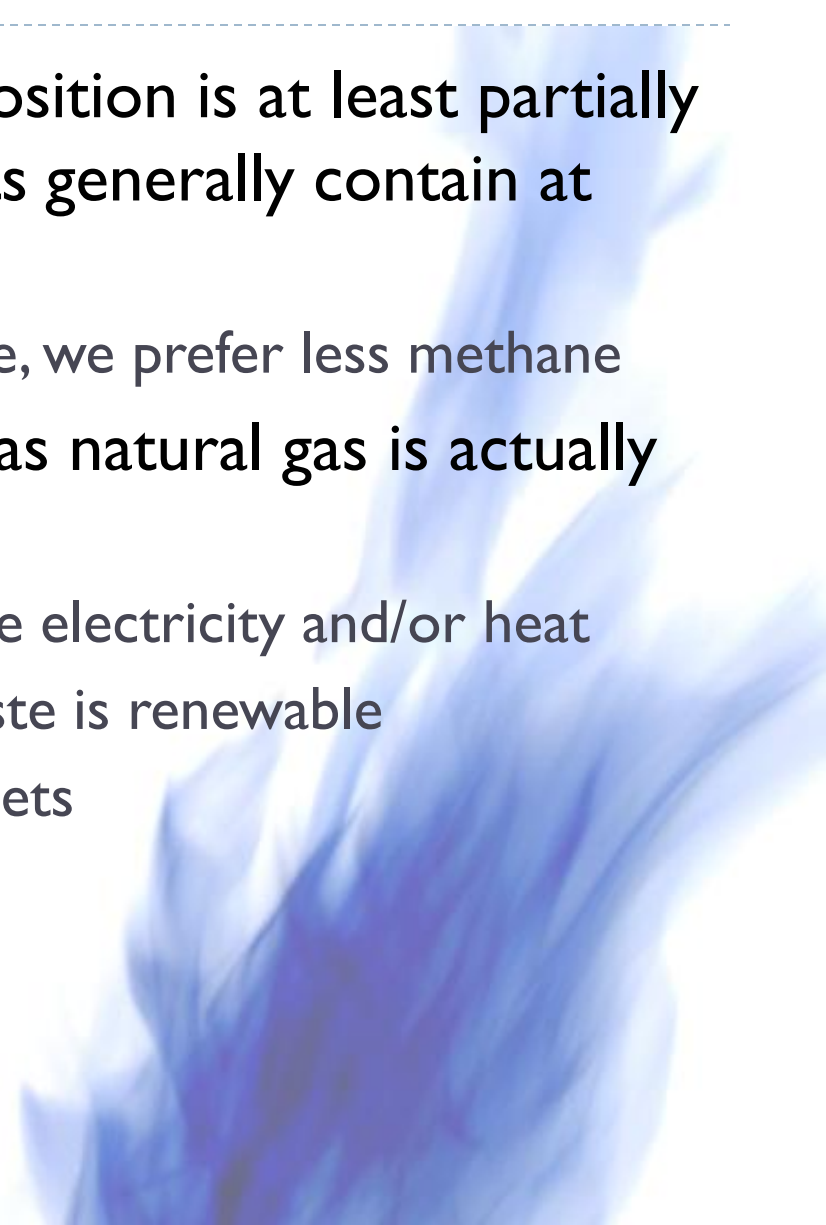 osition is at least partially
s generally contain at
e, we prefer less methane
as natural gas is actually
e electricity and/or heat
ste is renewable
ets